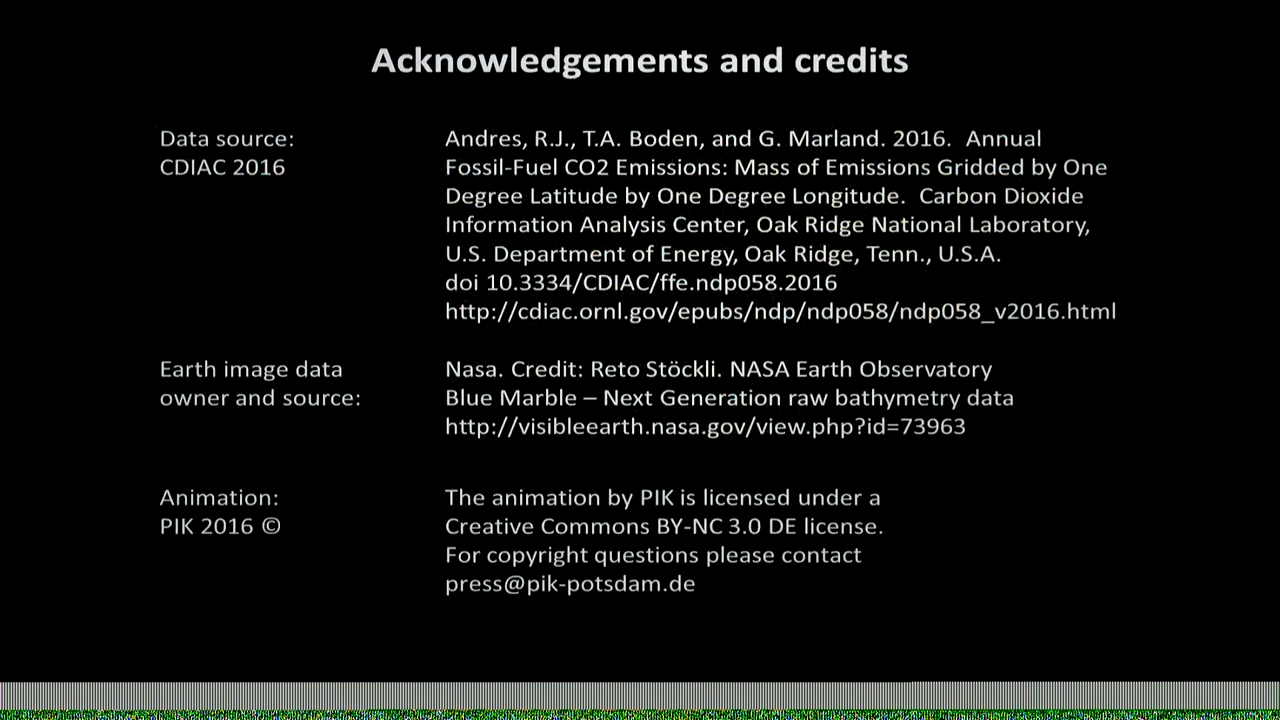 Acknowledgements and credits
Data source:
CDIAC 2016
Andres, R.J., T.A. Boden, and G. Marland. 2016.  Annual
Fossil-Fuel CO2 Emissions: Mass of Emissions Gridded by One
Degree Latitude by One Degree Longitude.  Carbon Dioxide
Information Analysis Center, Oak Ridge National Laboratory,
U.S. Department of Energy, Oak Ridge, Tenn., U.S.A.
doi 10.3334/CDIAC/ffe.ndp058.2016
http://cdiac.ornl.gov/epubs/ndp/ndp058/ndp058_v2016.html
Earth image data
owner and source:
Nasa. Credit: Reto Stöckli. NASA Earth Observatory
Blue Marble – Next Generation raw bathymetry data
http://visibleearth.nasa.gov/view.php?id=73963
Animation:
PIK 2016 ©
The animation by PIK is licensed under a
Creative Commons BY-NC 3.0 DE license.
For copyright questions please contact
press@pik-potsdam.de